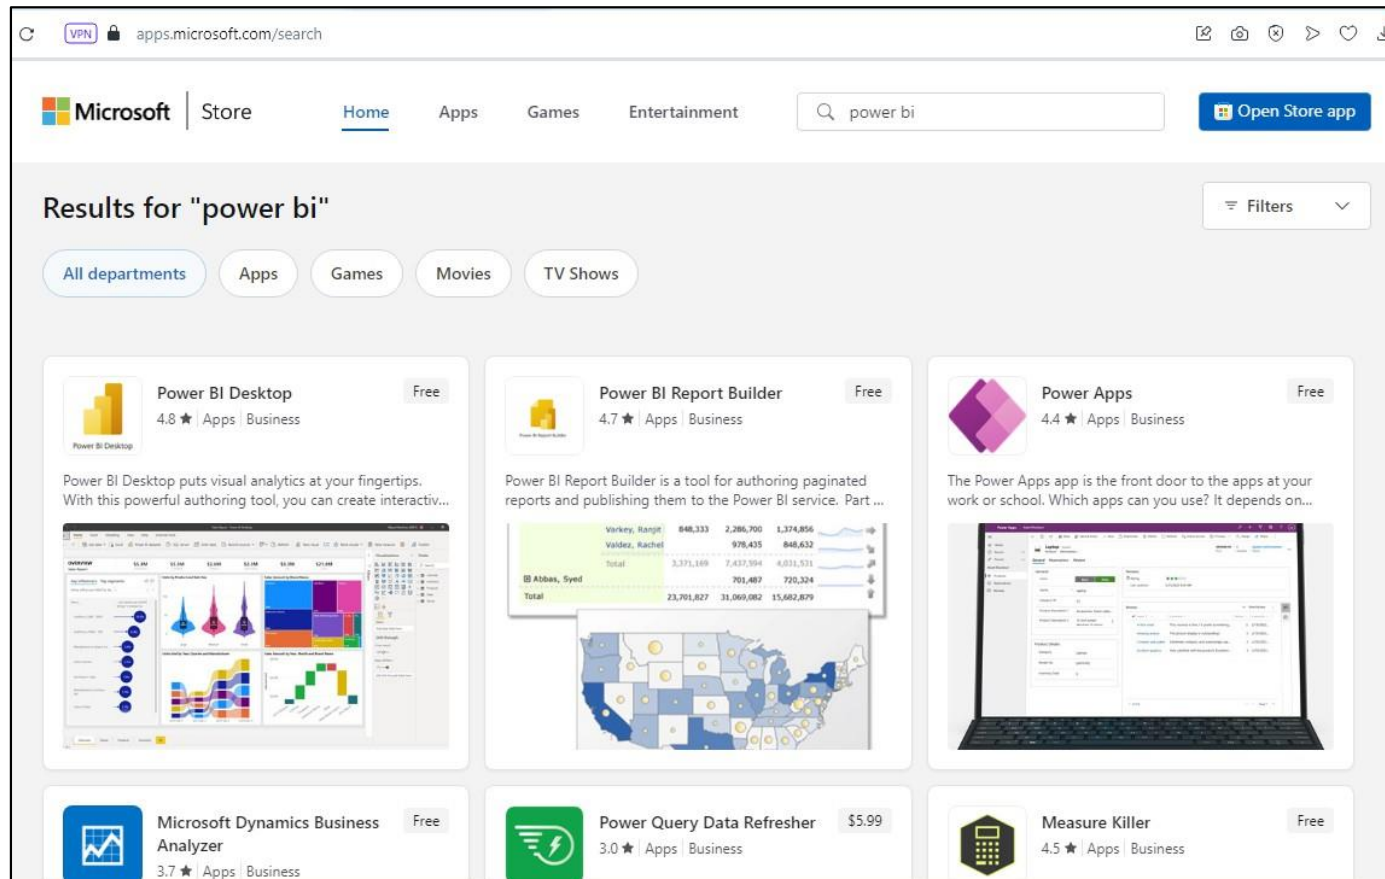 VPN apps.microsoft.com/search
Microsoft Store Home Apps Games Entertainment power bi Open Store app
Results for "power bi" Filters
All departments Apps Games Movies TV Shows
Power BI Desktop Free
4.8 ★ Apps Business
Power BI Desktop
Power BI Desktop puts visual analytics at your fingertips.
With this powerful authoring tool, you can create interactiv...
Power BI Report Builder Free
4.7 ★ Apps Business
Power BI Report Builder
Power BI Report Builder is a tool for authoring paginated
reports and publishing them to the Power BI service. Part ...
Varkey, Ranjit 848,333 2,286,700 1,374,856
Valdez, Rachel 978,435 848,632
Total 3,371,169 7,437,594 4,031,531
Abbas, Syed 701,487 720,324
Total 23,701,827 31,069,082 15,682,879
Power Apps Free
4.4 ★ Apps Business
The Power Apps app is the front door to the apps at your
work or school. Which apps can you use? It depends on...
Microsoft Dynamics Business Free
Analyzer
3.7 ★ Apps Business
Power Query Data Refresher $5.99
3.0 ★ Apps Business
Measure Killer Free
4.5 ★ Apps Business